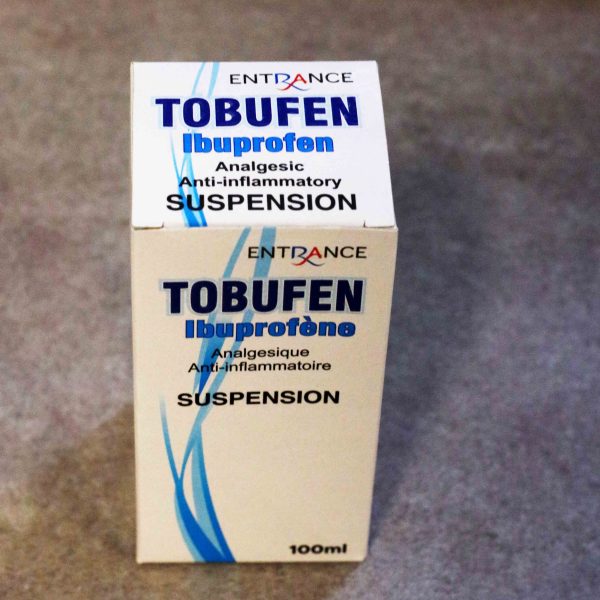 ENTRANCE
TOBUFEN
Ibuprofen
Analgesic
Anti-inflammatory
SUSPENSION
ENTRANCE
TOBUFEN
Ibuprofène
Analgesique
Anti-inflammatoire
SUSPENSION
100ml